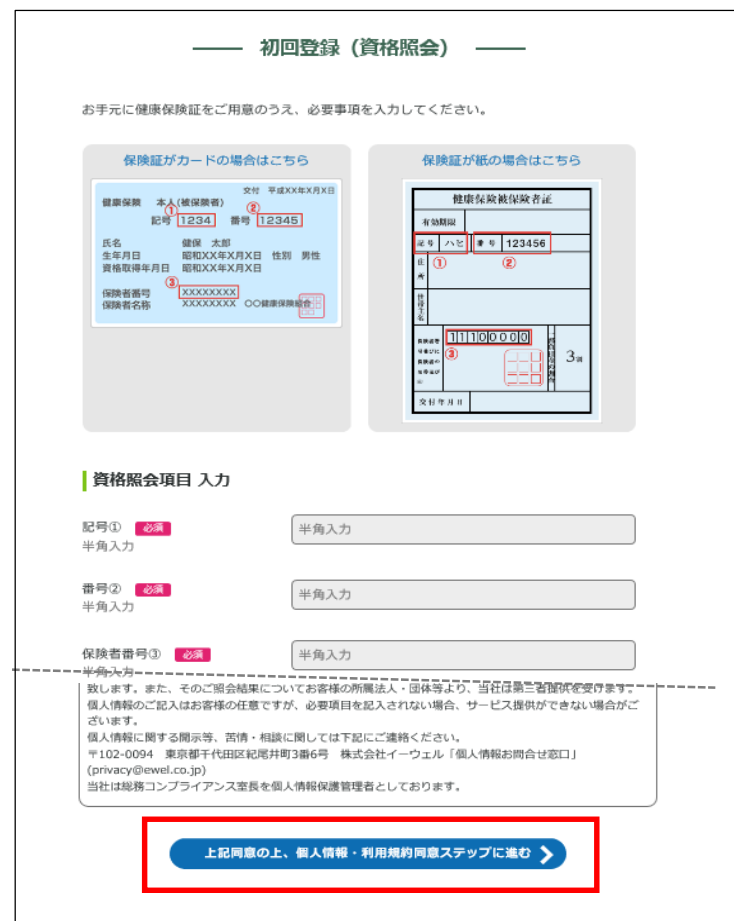 初回登録（資格照会）
お手元に健康保険証をご用意のうえ、必要事項を入力してください。
保険証がカードの場合はこちら
交付　平成XX年X月X日
健康保険　本人(被保険者)
①　②
記号 1234　番号 12345
氏名　健保 太郎
生年月日　昭和XX年X月X日　性別　男性
資格取得年月日　昭和XX年X月X日
③
保険者番号　XXXXXXXX
保険者名称　XXXXXXXX　〇〇健康保険組合
保険証が紙の場合はこちら
健康保険被保険者証
有効期限
記号　ハヒ　番号　123456
①　②
住
所
世帯主名
11100000
③
3割
交付年月日
資格照会項目 入力
記号①　必須　半角入力
半角入力
番号②　必須　半角入力
半角入力
保険者番号③　必須　半角入力
半角入力
致します。また、そのご照会結果についてお客様の所属法人・団体等より、当社は第三者提供を受けます。
個人情報のご記入はお客様の任意ですが、必要項目を記入されない場合、サービス提供ができない場合がご
ざいます。
個人情報に関する開示等、苦情・相談に関しては下記にご連絡ください。
〒102-0094　東京都千代田区紀尾井町3番6号　株式会社イーウェル「個人情報お問合せ窓口」
(privacy@ewel.co.jp)
当社は総務コンプライアンス室長を個人情報保護管理者としております。
上記同意の上、個人情報・利用規約同意ステップに進む